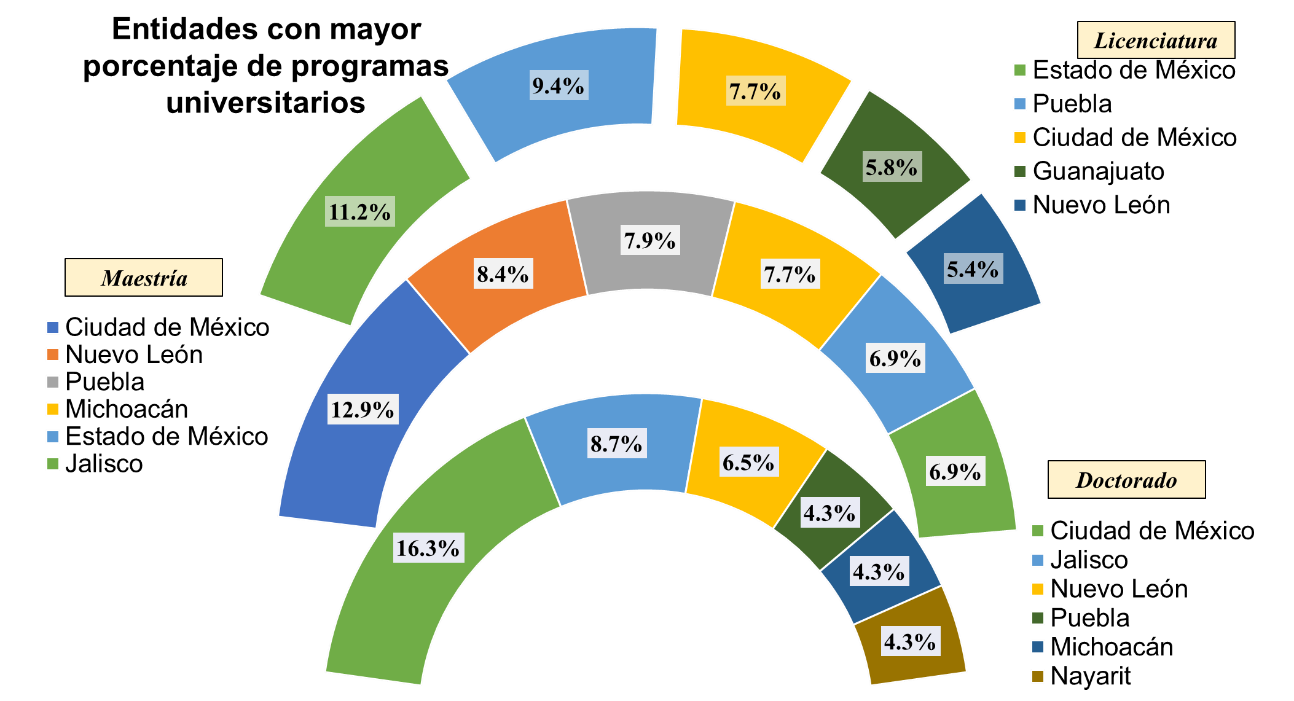 Entidades con mayor
porcentaje de programas
universitarios
Licenciatura
Estado de México
Puebla
Ciudad de México
Guanajuato
Nuevo León
11.2%
9.4%
7.7%
5.8%
5.4%
Maestría
Ciudad de México
Nuevo León
Puebla
Michoacán
Estado de México
Jalisco
12.9%
8.4%
7.9%
7.7%
6.9%
6.9%
Doctorado
Ciudad de México
Jalisco
Nuevo León
Puebla
Michoacán
Nayarit
16.3%
8.7%
6.5%
4.3%
4.3%
4.3%